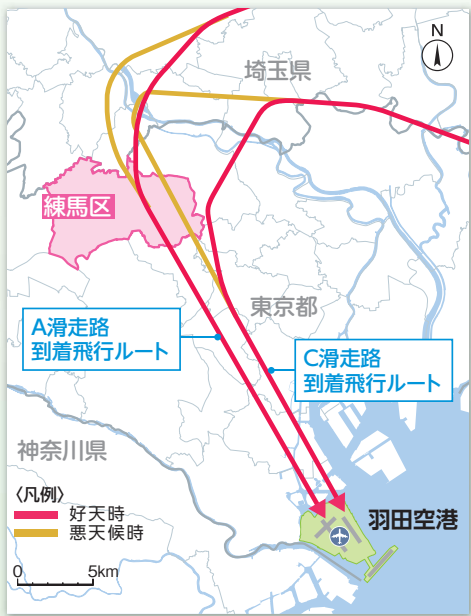 N
埼玉県
練馬区
東京都
A滑走路
到着飛行ルート
C滑走路
到着飛行ルート
神奈川県
〈凡例〉
好天時
悪天候時
羽田空港
0 5km